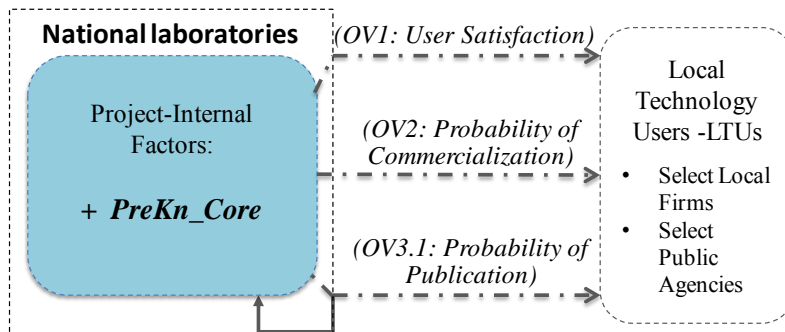 National laboratories
Project-Internal
Factors:
+ PreKn_Core
(OV1: User Satisfaction)
(OV2: Probability of
Commercialization)
(OV3.1: Probability of
Publication)
Local
Technology
Users -LTUs
• Select Local
Firms
• Select
Public
Agencies